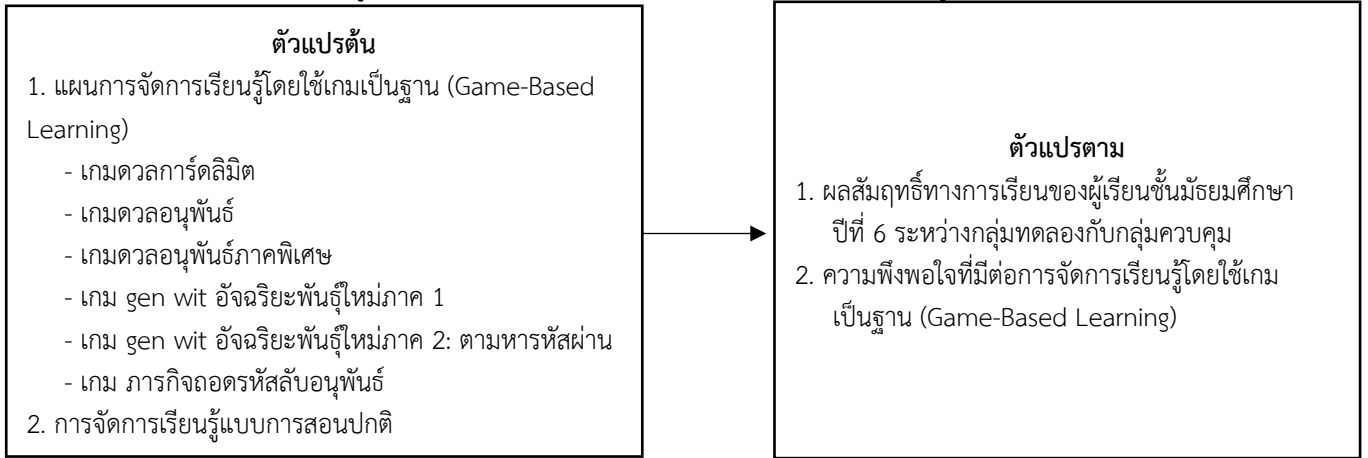 ตัวแปรต้น
1. แผนการจัดการเรียนรู้โดยใช้เกมเป็นฐาน (Game-Based
Learning)
- เกมดวลการ์ดลิมิต
- เกมดวลอนุพันธ์
- เกมดวลอนุพันธ์ภาคพิเศษ
- เกม gen wit อัจฉริยะพันธุ์ใหม่ภาค 1
- เกม gen wit อัจฉริยะพันธุ์ใหม่ภาค 2: ตามหารหัสผ่าน
- เกม ภารกิจถอดรหัสลับอนุพันธ์
2. การจัดการเรียนรู้แบบการสอนปกติ
ตัวแปรตาม
1. ผลสัมฤทธิ์ทางการเรียนของผู้เรียนชั้นมัธยมศึกษา
ปีที่ 6 ระหว่างกลุ่มทดลองกับกลุ่มควบคุม
2. ความพึงพอใจที่มีต่อการจัดการเรียนรู้โดยใช้เกม
เป็นฐาน (Game-Based Learning)